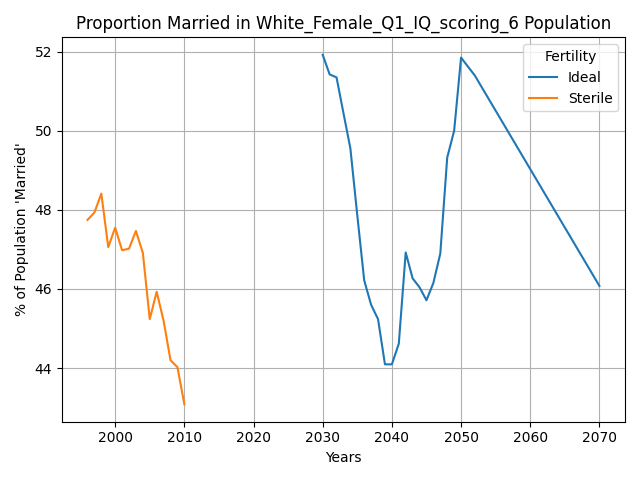 Proportion Married in White_Female_Q1_IQ_scoring_6 Population
% of Population 'Married'
52
50
48
46
44
Fertility
Ideal
Sterile
2000
2010
2020
2030
2040
2050
2060
2070
Years